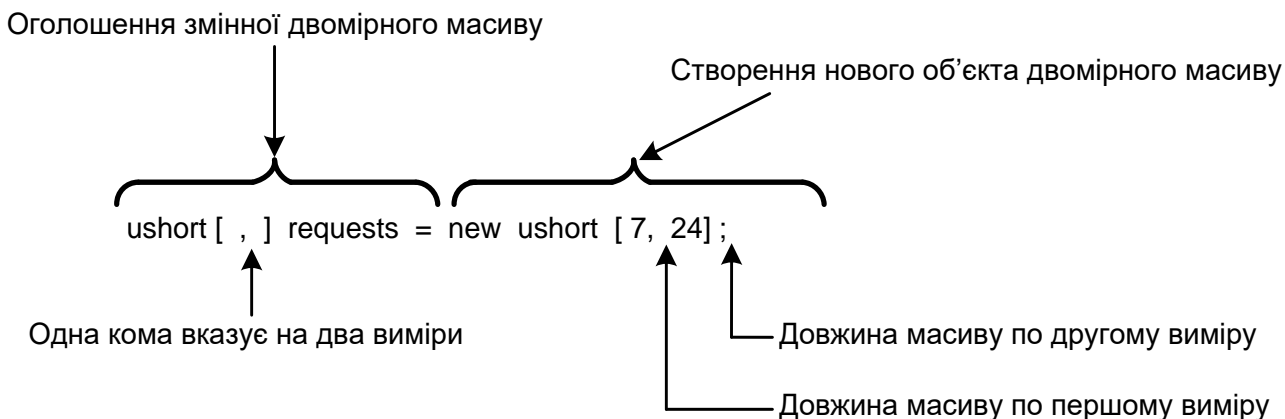 Оголошення змінної двомірного масиву
Створення нового об’єкта двомірного масиву
ushort [ , ] requests = new ushort [ 7, 24] ;
Одна кома вказує на два виміри
Довжина масиву по другому виміру
Довжина масиву по першому виміру